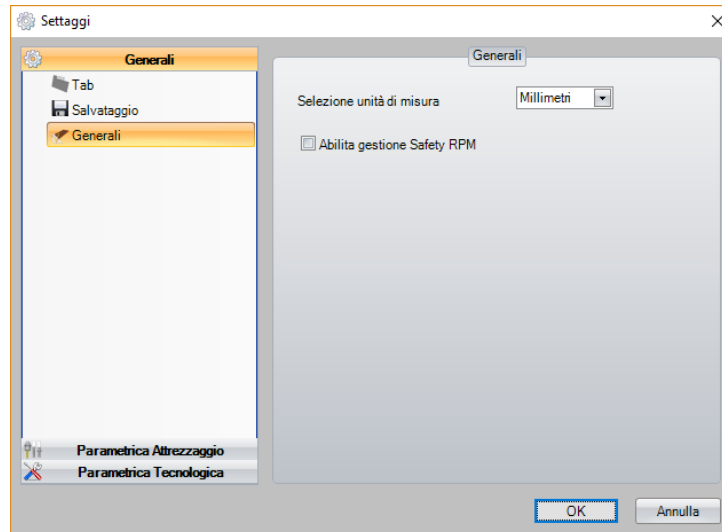 Settaggi
Generali
Tab
Salvataggio
Generali
Parametrica Attrezzaggio
Parametrica Tecnologica
Generali
Selezione unità di misura
Millimetri
Abilita gestione Safety RPM
OK
Annulla